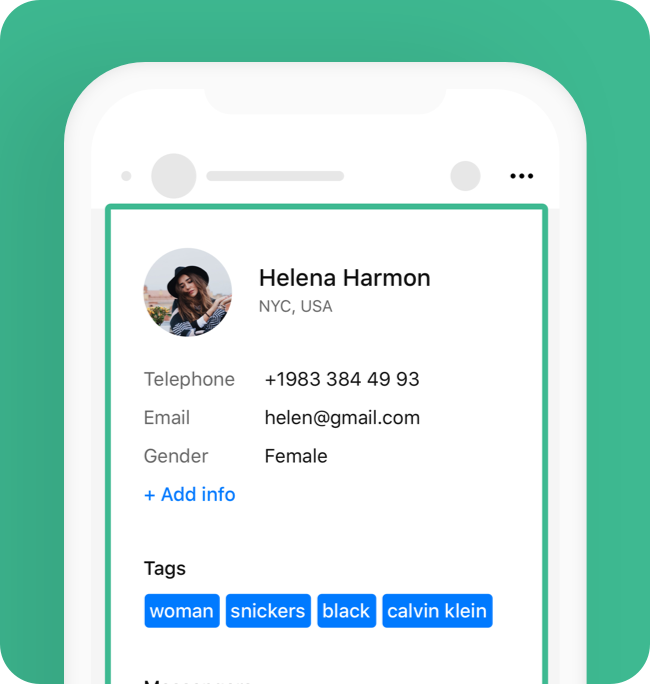 Helena Harmon
NYC, USA
Telephone +1983 384 49 93
Email helen@gmail.com
Gender Female
+ Add info
Tags
woman snickers black calvin klein